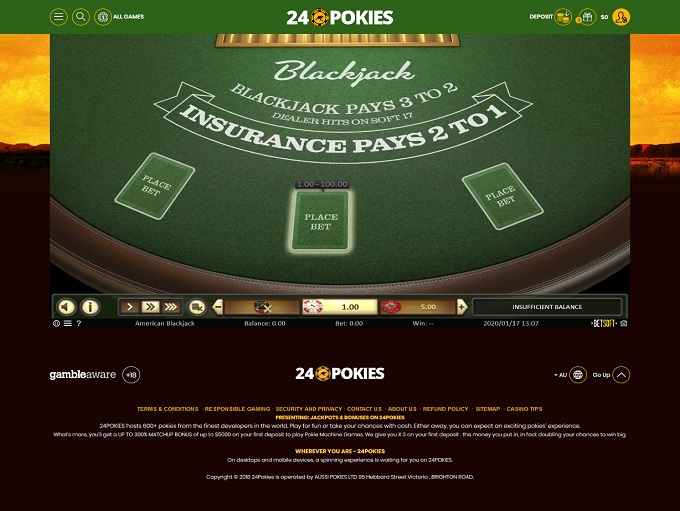 ALL GAMES
24 POKIES
DEPOSIT
$0
Blackjack
BLACKJACK PAYS 3 TO 2
DEALER HITS ON SOFT 17
INSURANCE PAYS 2 TO 1
PLACE BET
1.00 - 100.00
PLACE BET
PLACE BET
1.00
5.00
INSUFFICIENT BALANCE
American Blackjack
Balance: 0.00
Bet: 0.00
Win: --
2020/01/17 13:07
BETSOFT
gambleaware
+18
24 POKIES
AU
Go Up
TERMS & CONDITIONS · RESPONSIBLE GAMING · SECURITY AND PRIVACY · CONTACT US · ABOUT US · REFUND POLICY · SITEMAP · CASINO TIPS
PRESENTING: JACKPOTS & BONUSES ON 24POKIES
24POKIES hosts 600+ pokies from the finest developers in the world. Play for fun or take your chances with cash. Either away, you can expect an exciting pokies' experience.
What's more, you'll get a UP TO 300% MATCHUP BONUS of up to $5000 on your first deposit to play Pokie Machine Games. We give you X 3 on your first deposit.. the money you put in, in fact doubling your chances to win big.
WHEREVER YOU ARE - 24POKIES
On desktops and mobile devices, a spinning experience is waiting for you on 24POKIES.
Copyright © 2018 24Pokies is operated by AUSSI POKIES LTD 95 Hebbard Street Victoria , BRIGHTON ROAD.